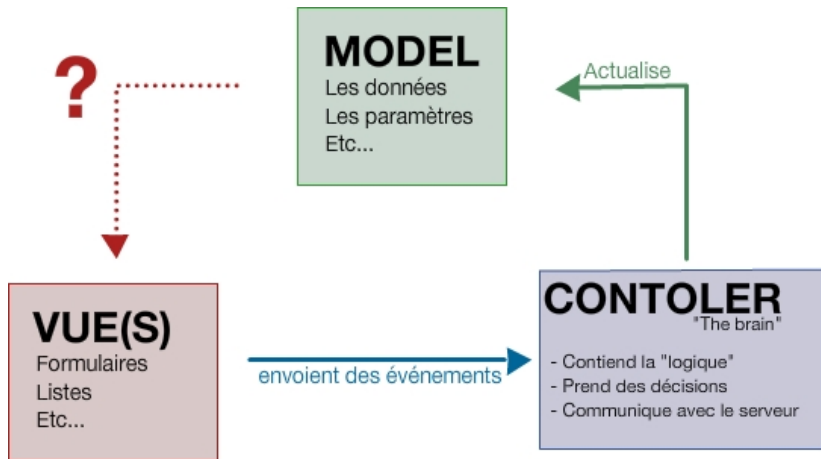 ?
MODEL
Les données
Les paramètres
Etc...
Actualise
VUE(S)
Formulaires
Listes
Etc...
envoient des événements
CONTOLER
"The brain"
- Contiend la "logique"
- Prend des décisions
- Communique avec le serveur